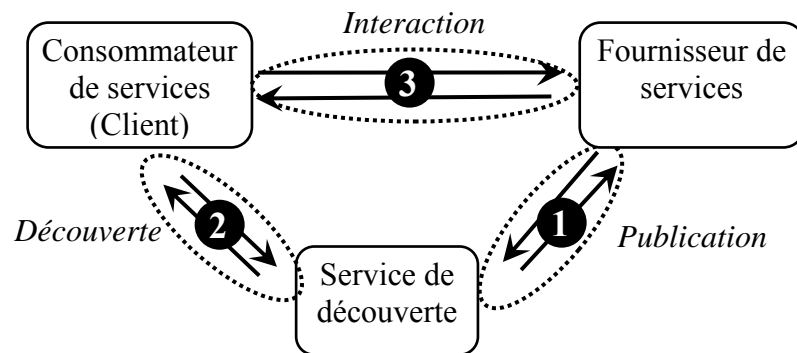 Interaction
Consommateur
de services
(Client)
3
Fournisseur de
services
Découverte
2
1
Publication
Service de
découverte